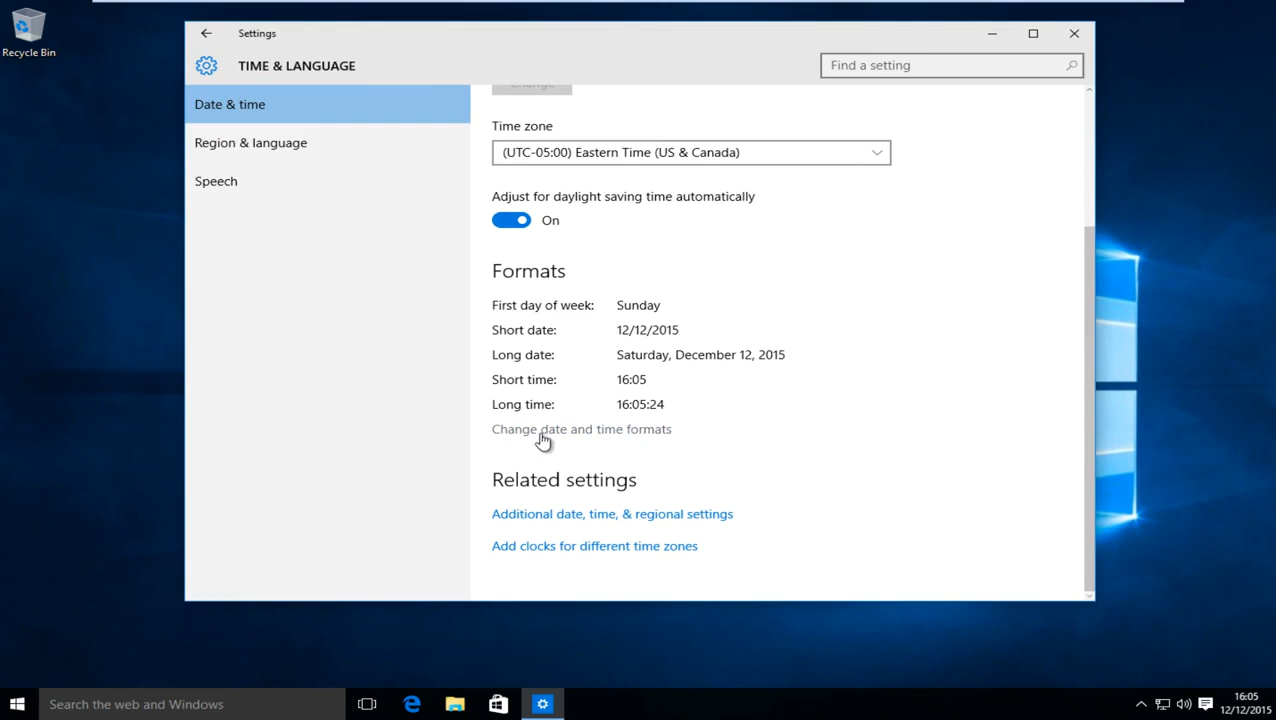 Recycle Bin
Settings
TIME & LANGUAGE
Find a setting
Date & time
Region & language
Speech
Change
Time zone
(UTC-05:00) Eastern Time (US & Canada)
Adjust for daylight saving time automatically
On
Formats
First day of week: Sunday
Short date: 12/12/2015
Long date: Saturday, December 12, 2015
Short time: 16:05
Long time: 16:05:24
Change date and time formats
Related settings
Additional date, time, & regional settings
Add clocks for different time zones
Search the web and Windows
16:05
12/12/2015